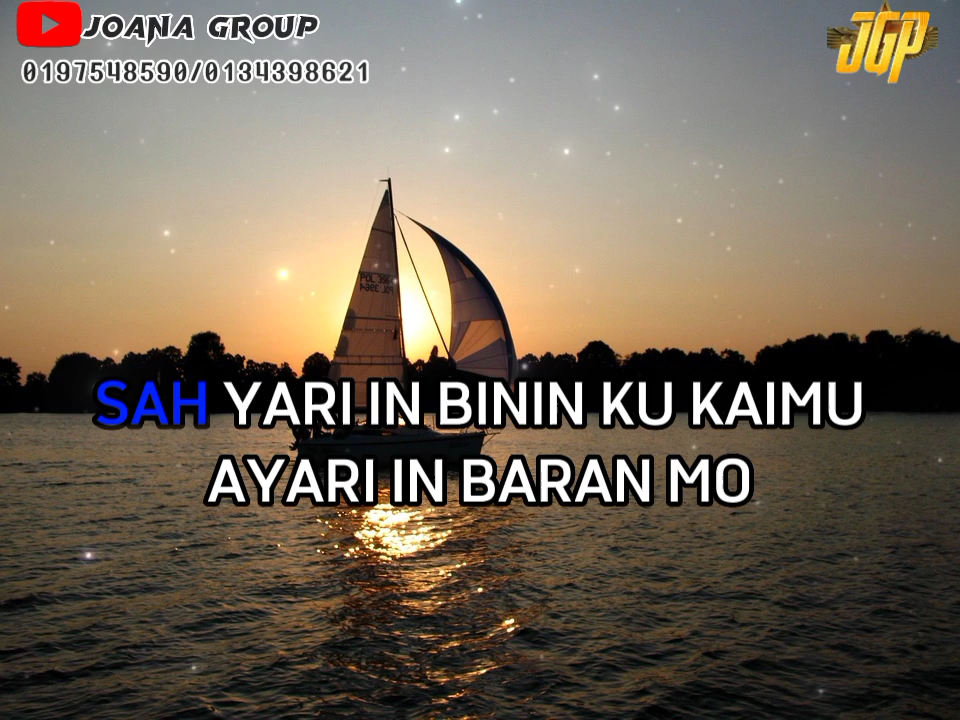 JOANA GROUP
0197548590/0134398621
JGP
SAH YARI IN BININ KU KAIMU
AYARI IN BARAN MO